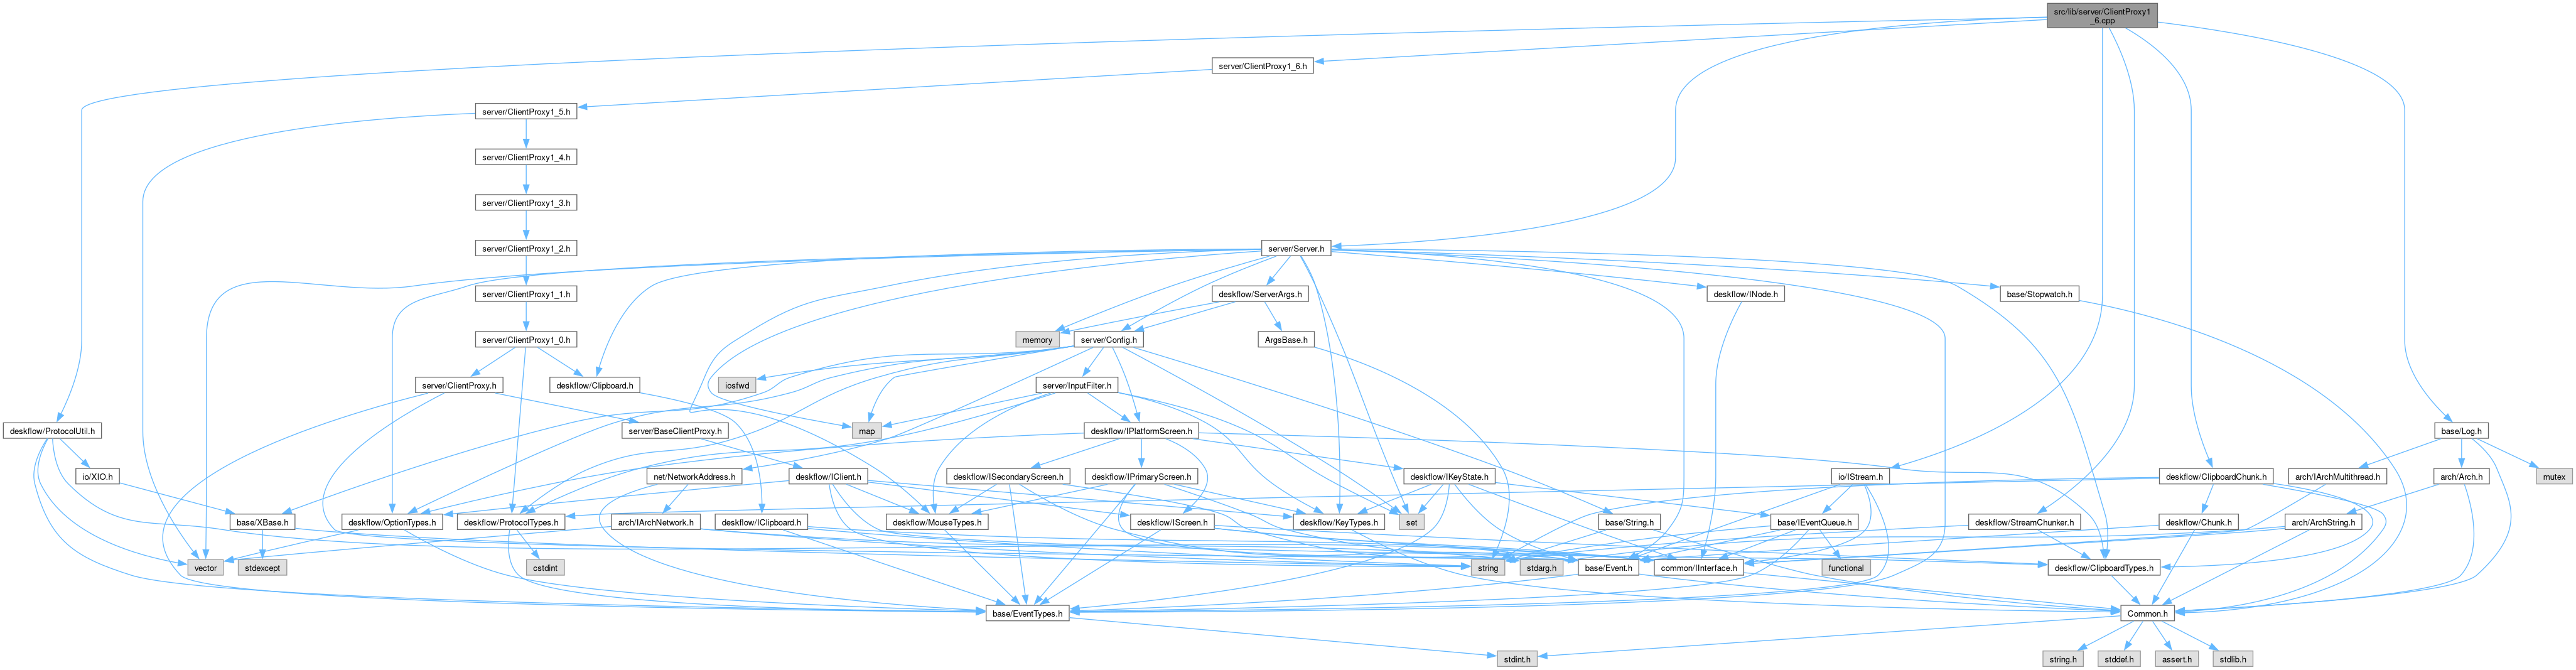 src/lib/server/ClientProxy1
_6.cpp
server/ClientProxy1_6.h
server/ClientProxy1_5.h
server/ClientProxy1_4.h
server/ClientProxy1_3.h
server/ClientProxy1_2.h
server/Server.h
server/ClientProxy1_1.h
deskflow/ServerArgs.h
deskflow/INode.h
base/Stopwatch.h
server/ClientProxy1_0.h
memory
server/Config.h
ArgsBase.h
server/ClientProxy.h
deskflow/Clipboard.h
iosfwd
server/InputFilter.h
deskflow/ProtocolUtil.h
server/BaseClientProxy.h
map
deskflow/IPlatformScreen.h
base/Log.h
io/XIO.h
net/NetworkAddress.h
deskflow/IClient.h
deskflow/ISecondaryScreen.h
deskflow/IPrimaryScreen.h
deskflow/IKeyState.h
io/IStream.h
deskflow/ClipboardChunk.h
arch/IArchMultithread.h
arch/Arch.h
mutex
base/XBase.h
deskflow/OptionTypes.h
deskflow/ProtocolTypes.h
arch/IArchNetwork.h
deskflow/IClipboard.h
deskflow/MouseTypes.h
deskflow/IScreen.h
deskflow/KeyTypes.h
set
base/String.h
base/IEventQueue.h
deskflow/StreamChunker.h
deskflow/Chunk.h
arch/ArchString.h
vector
stdexcept
cstdint
string
stdarg.h
base/Event.h
common/IInterface.h
functional
deskflow/ClipboardTypes.h
base/EventTypes.h
Common.h
stdint.h
string.h
stddef.h
assert.h
stdlib.h